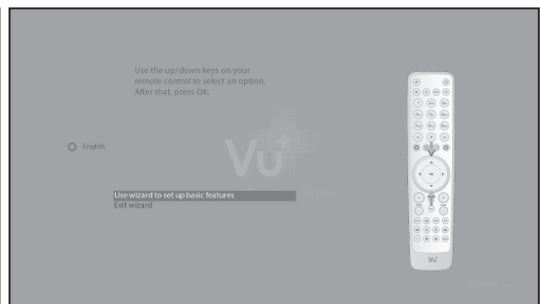 Use the up/down keys on your
remote control to select an option.
After that, press OK.
English
Vu+
Use wizard to set up basic features
Exit wizard